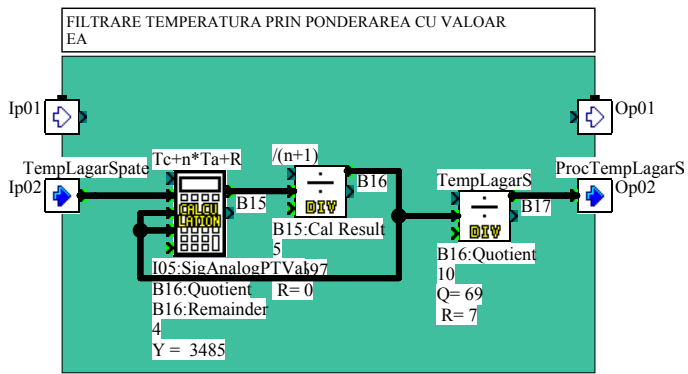 FILTRARE TEMPERATURA PRIN PONDERAREA CU VALOAR
EA
Ip01
Op01
TempLagarSpate
Ip02
Tc+n*Ta+R
CALCU
LATION
B15
/(n+1)
DIV
B16
B15:Cal Result
5
R= 0
TempLagarS
DIV
B17
B16:Quotient
10
Q= 69
R= 7
ProcTempLagarS
Op02
I05:SigAnalogPTVal
B16:Quotient
B16:Remainder
4
Y = 3485